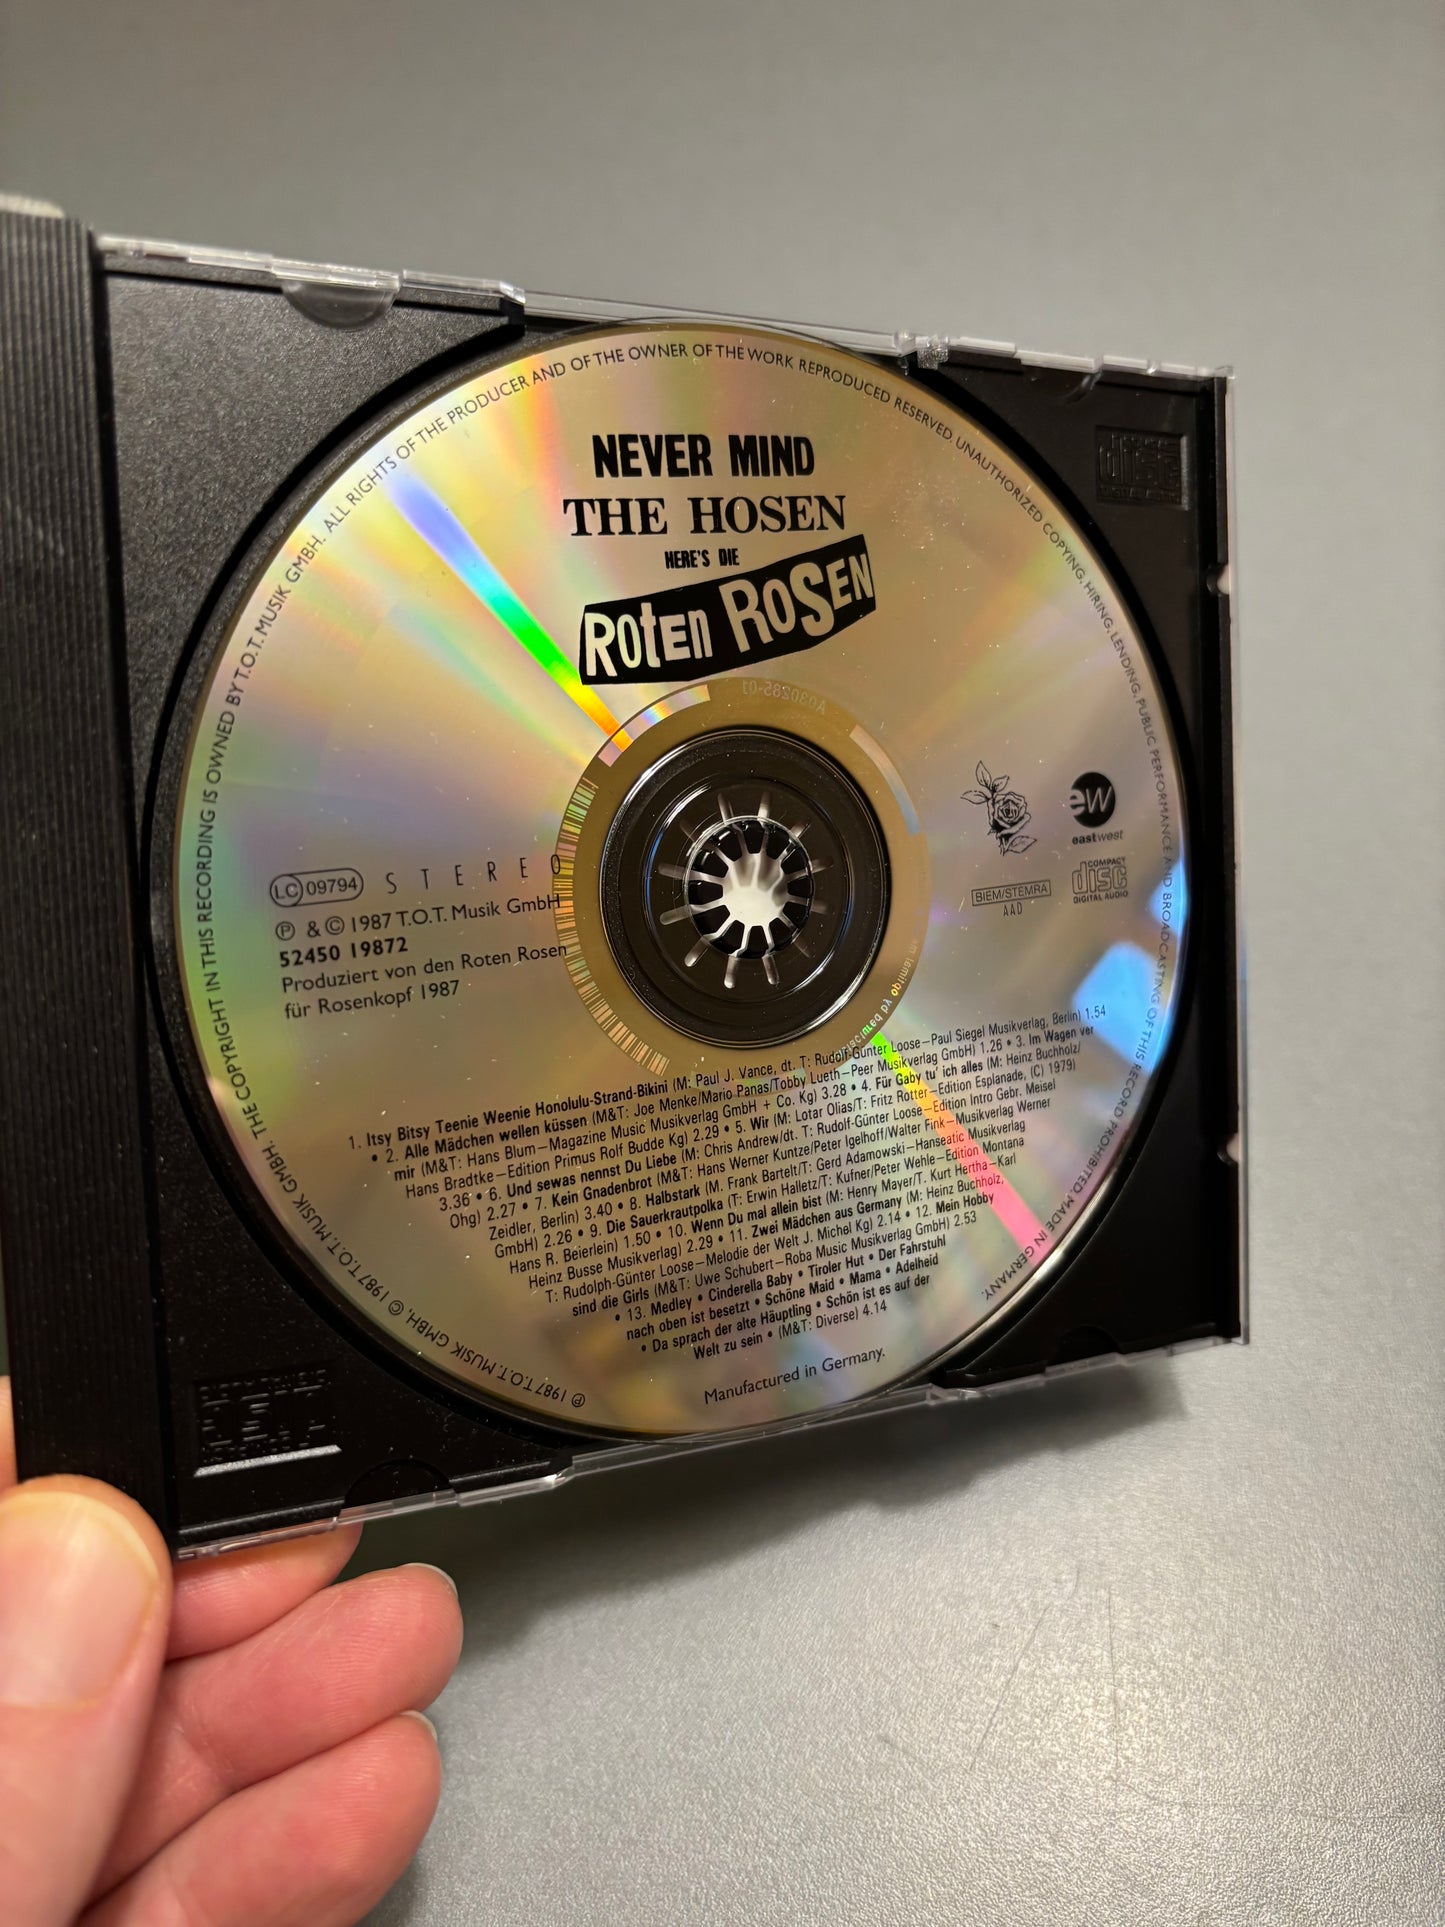 NEVER MIND
THE HOSEN
HERE'S DIE
ROtEn ROSEN
A030285-01
LC 09794 STEREO
℗ & © 1987 T.O.T. Musik GmbH
52450 19872
Produziert von den Roten Rosen
für Rosenkopf 1987
ew
eastwest
BIEM/STEMRA
AAD
COMPACT
disc
DIGITAL AUDIO
1. Itsy Bitsy Teenie Weenie Honolulu-Strand-Bikini (M: Paul J. Vance, dt. T: Rudolf-Günter Loose–Paul Siegel Musikverlag, Berlin) 1.54
• 2. Alle Mädchen wellen küssen (M&T: Joe Menke/Mario Panas/Tobby Lueth–Peer Musikverlag GmbH) 1.26 • 3. Im Wagen vor
mir (M&T: Hans Blum–Magazine Music Musikverlag GmbH + Co. Kg) 3.28 • 4. Für Gaby tu' ich alles (M: Heinz Buchholz/
Hans Bradtke–Edition Primus Rolf Budde Kg) 2.29 • 5. Wir (M: Lotar Olias/T: Fritz Rotter–Edition Esplanade, (C) 1979)
3.36 • 6. Und sewas nennst Du Liebe (M: Chris Andrew/dt. T: Rudolf-Günter Loose–Edition Intro Gebr. Meisel
Ohg) 2.27 • 7. Kein Gnadenbrot (M&T: Hans Werner Kuntze/Peter Igelhoff/Walter Fink–Musikverlag Werner
Zeidler, Berlin) 3.40 • 8. Halbstark (M. Frank Bartelt/T: Gerd Adamowski–Hanseatic Musikverlag
GmbH) 2.26 • 9. Die Sauerkrautpolka (T: Erwin Halletz/T: Kufner/Peter Wehle–Edition Montana
Hans R. Beierlein) 1.50 • 10. Wenn Du mal allein bist (M: Henry Mayer/T. Kurt Hertha–Karl
Heinz Busse Musikverlag) 2.29 • 11. Zwei Mädchen aus Germany (M: Heinz Buchholz,
T: Rudolph-Günter Loose–Melodie der Welt J. Michel Kg) 2.14 • 12. Mein Hobby
sind die Girls (M&T: Uwe Schubert–Roba Music Musikverlag GmbH) 2.53
• 13. Medley • Cinderella Baby • Tiroler Hut • Der Fahrstuhl
nach oben ist besetzt • Schöne Maid • Mama • Adelheid
• Da sprach der alte Häuptling • Schön ist es auf der
Welt zu sein • (M&T: Diverse) 4.14
Manufactured in Germany.
℗ 1987 T.O.T. MUSIK GMBH, © 1987 T.O.T. MUSIK GMBH. THE COPYRIGHT IN THIS RECORDING IS OWNED BY T.O.T. MUSIK GMBH. ALL RIGHTS OF THE PRODUCER AND OF THE OWNER OF THE WORK REPRODUCED RESERVED. UNAUTHORIZED COPYING, HIRING, LENDING, PUBLIC PERFORMANCE AND BROADCASTING OF THIS RECORD PROHIBITED. MADE IN GERMANY.
disc